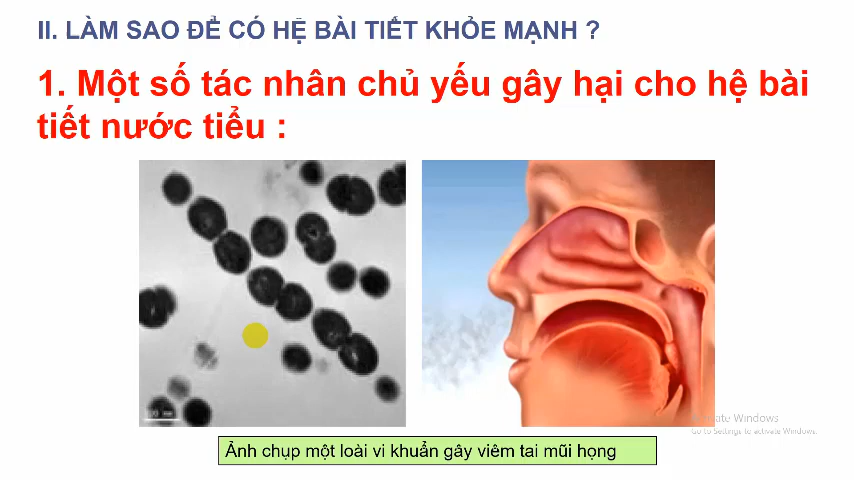 II. LÀM SAO ĐỂ CÓ HỆ BÀI TIẾT KHỎE MẠNH ?
1. Một số tác nhân chủ yếu gây hại cho hệ bài
tiết nước tiểu :
Ảnh chụp một loài vi khuẩn gây viêm tai mũi họng
Activate Windows
Go to Settings to activate Windows.